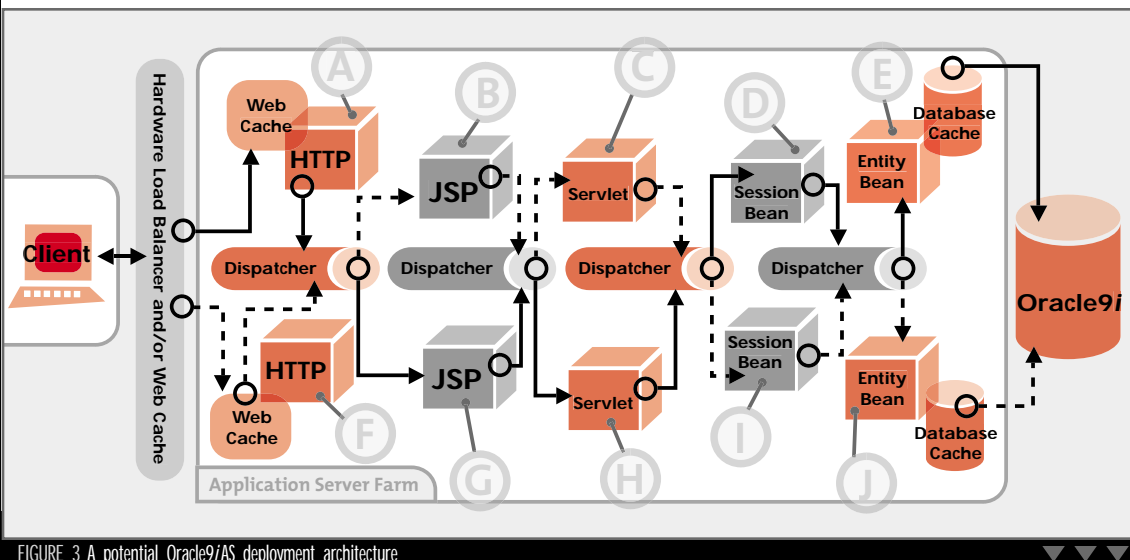 A
B
C
D
E
Hardware Load Balancer and/or Web Cache
Web
Cache
HTTP
JSP
Servlet
Session
Bean
Entity
Bean
Database
Cache
Client
Dispatcher
Dispatcher
Dispatcher
Dispatcher
Oracle9i
HTTP
Web
Cache
JSP
Servlet
Session
Bean
Entity
Bean
Database
Cache
F
G
H
I
J
Application Server Farm
FIGURE 3 A potential Oracle9iAS deployment architecture